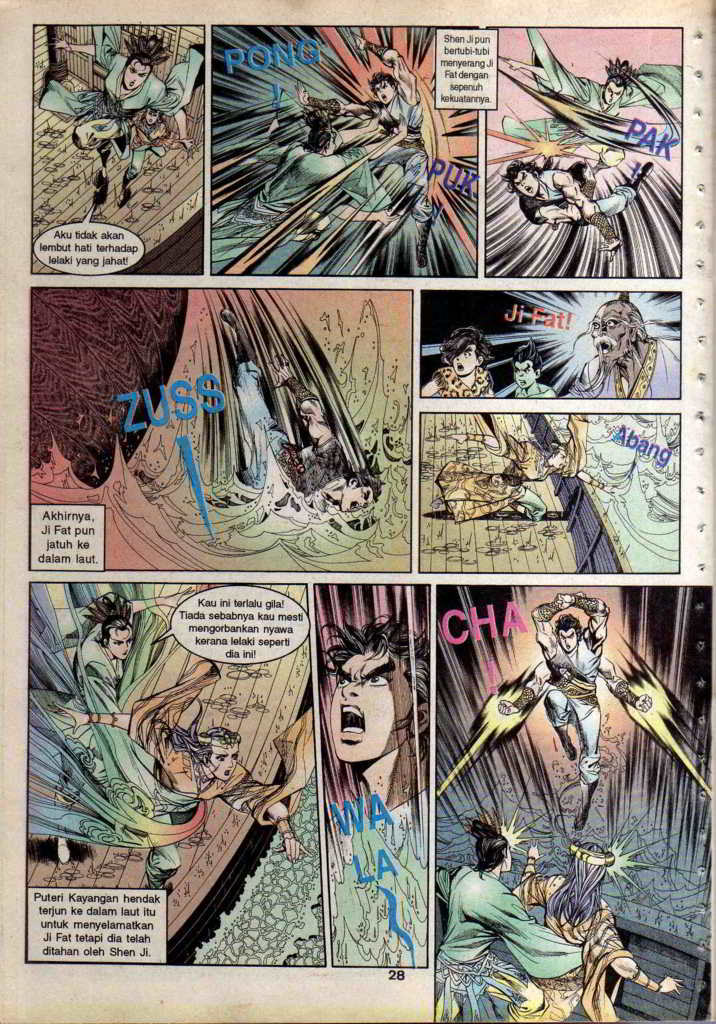 Aku tidak akan
lembut hati terhadap
lelaki yang jahat!
PONG
!
PUK
!
Shen Ji pun
bertubi-tubi
menyerang Ji
Fat dengan
sepenuh
kekuatannya.
PAK
!
ZUSS
!
Akhirnya,
Ji Fat pun
jatuh ke
dalam laut.
Ji Fat!
Abang
!
Kau ini terlalu gila!
Tiada sebabnya kau mesti
mengorbankan nyawa
kerana lelaki seperti
dia ini!
Puteri Kayangan hendak
terjun ke dalam laut itu
untuk menyelamatkan
Ji Fat tetapi dia telah
ditahan oleh Shen Ji.
WA
LA
!
CHA
!
28